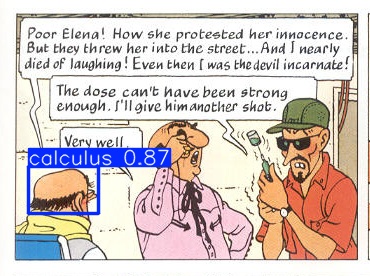 Poor Elena! How she protested her innocence.
But they threw her into the street...And I nearly
died of laughing! Even then I was the devil incarnate!
The dose can't have been strong
enough. I'll give him another shot.
Very well
calculus 0.87